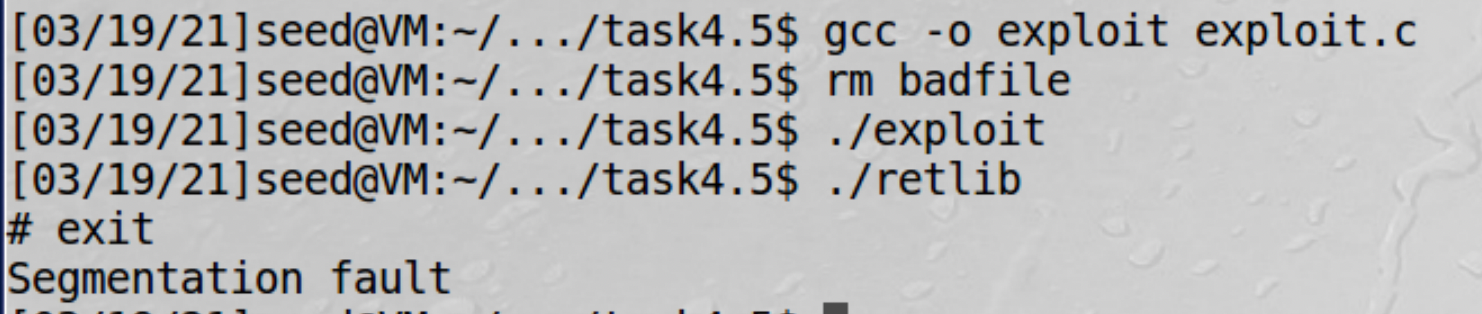 [03/19/21]seed@VM:~/.../task4.5$ gcc -o exploit exploit.c
[03/19/21]seed@VM:~/.../task4.5$ rm badfile
[03/19/21]seed@VM:~/.../task4.5$ ./exploit
[03/19/21]seed@VM:~/.../task4.5$ ./retlib
# exit
Segmentation fault